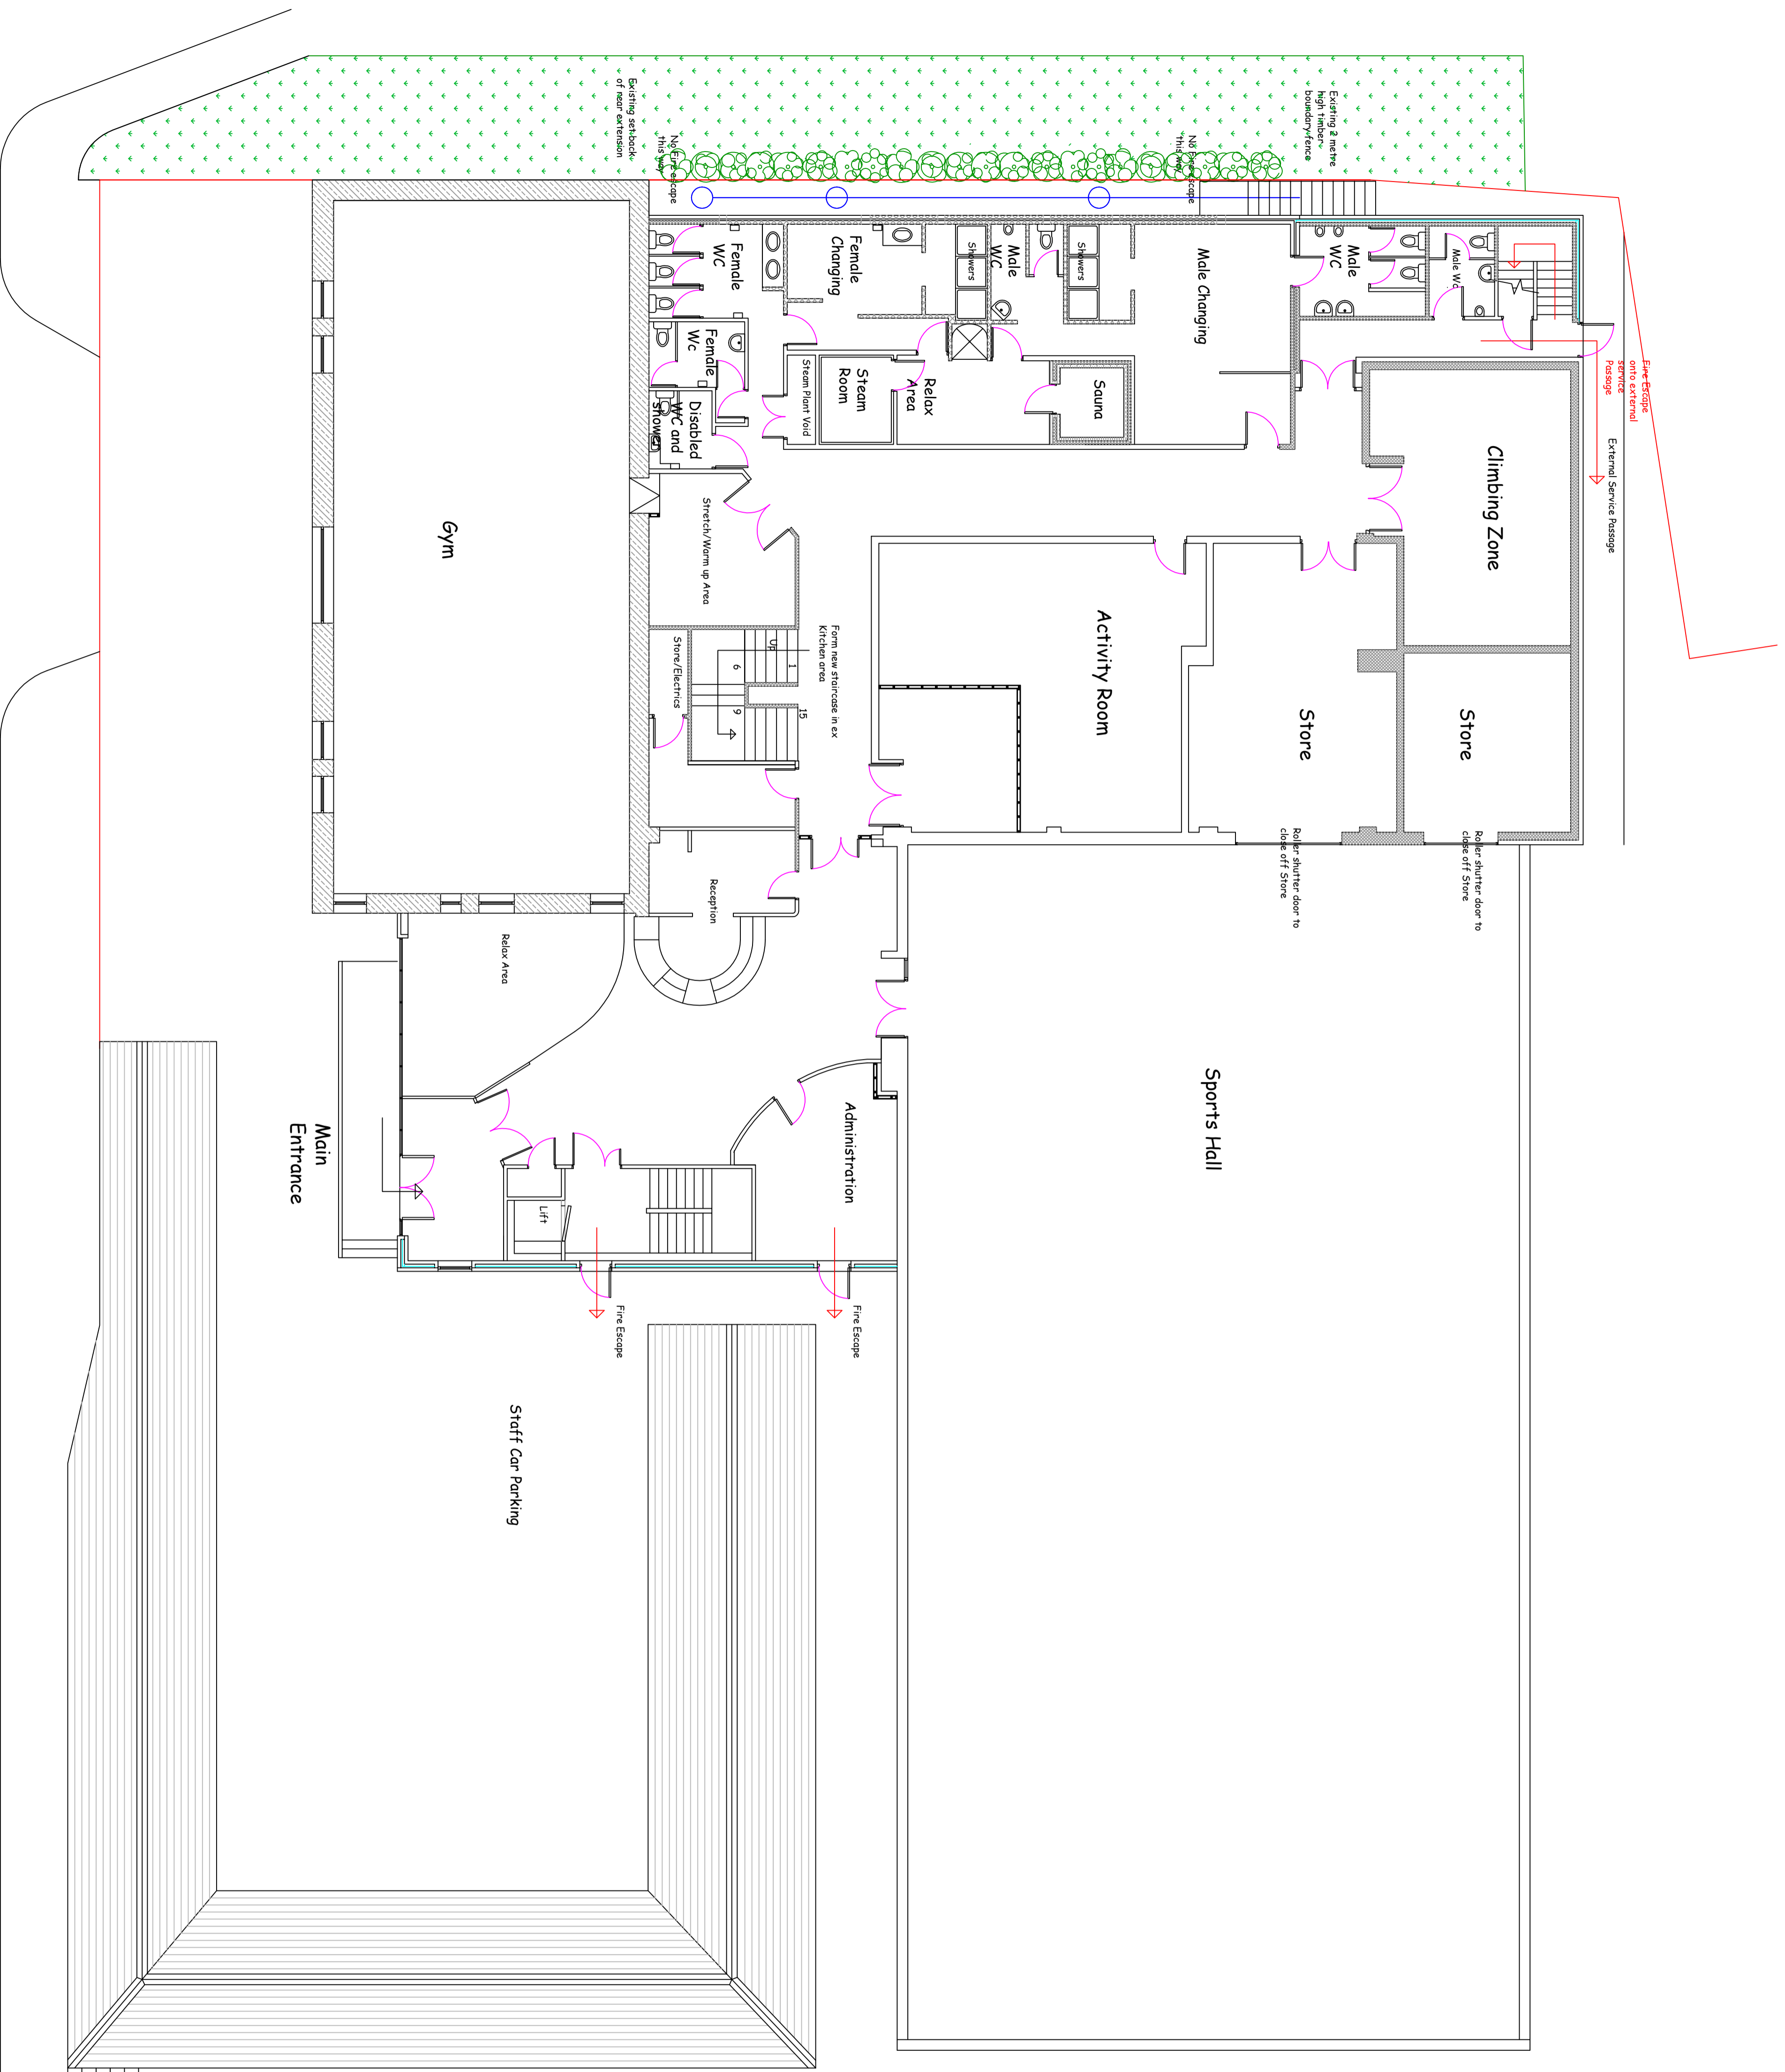 Existing 2 metre
high timber
boundary fence
Existing set back
of near extension
No Fire escape
this way
No Fire escape
this way
Fire Escape
onto external
service
Passage
External Service Passage
Male Wc
Male
WC
Male Changing
Showers
Male
WC
Showers
Female
Changing
Female
WC
Female
Wc
Disabled
WC and
shower
Steam Plant Void
Steam
Room
Relax
Area
Sauna
Climbing Zone
Store
Store
Activity Room
Stretch/Warm up Area
Gym
Form new staircase in ex
Kitchen area
Up
1
6
9
15
Store/Electrics
Roller shutter door to
close off Store
Roller shutter door to
close off Store
Reception
Relax Area
Sports Hall
Administration
Lift
Main
Entrance
Fire Escape
Fire Escape
Staff Car Parking